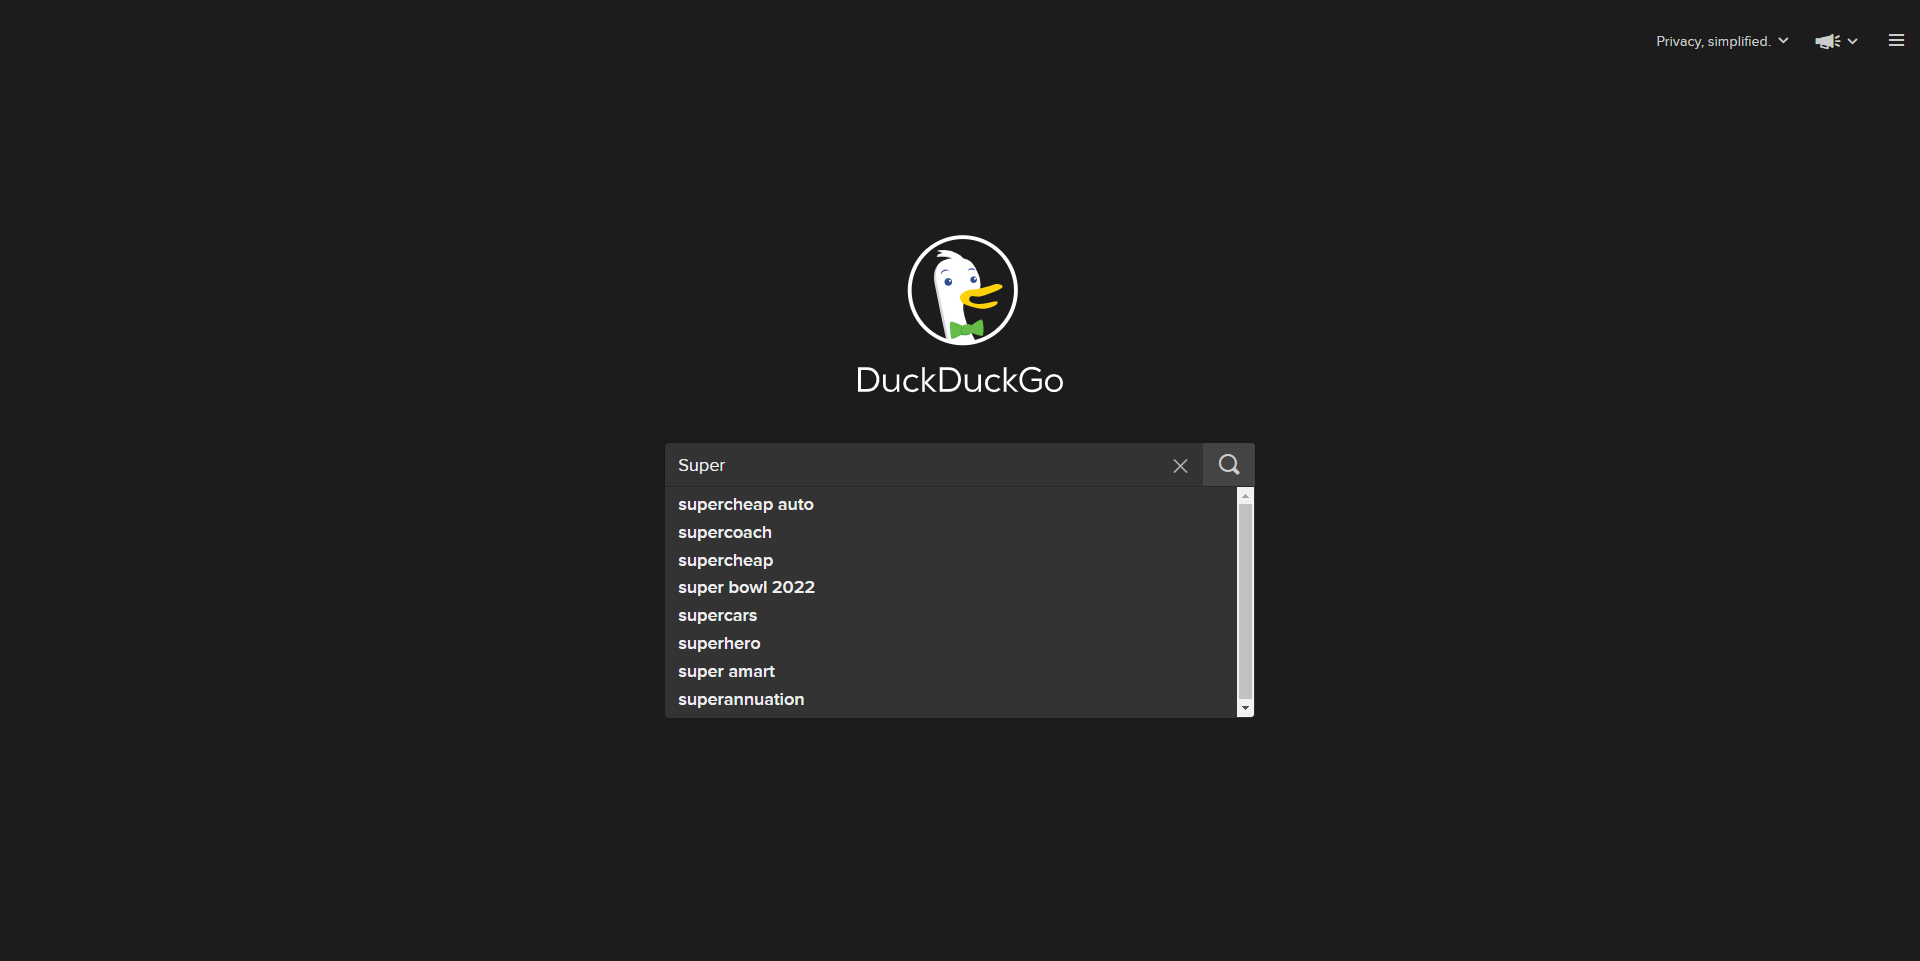 Privacy, simplified.
DuckDuckGo
Super
supercheap auto
supercoach
supercheap
super bowl 2022
supercars
superhero
super amart
superannuation